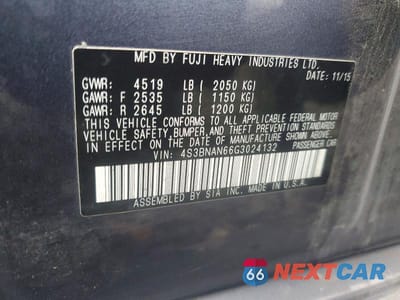 MFD BY FUJI HEAVY INDUSTRIES LTD.
DATE: 11/15
GVWR: 4519 LB ( 2050 KG)
GAWR: F 2535 LB ( 1150 KG)
GAWR: R 2645 LB ( 1200 KG)
THIS VEHICLE CONFORMS TO ALL APPLICABLE FEDERAL MOTOR
VEHICLE SAFETY, BUMPER, AND THEFT PREVENTION STANDARDS
IN EFFECT ON THE DATE OF MANUFACTURE SHOWN ABOVE.
PASSENGER CAR
VIN: 4S3BNAN66G3024132
ASSEMBLED BY SIA INC. MADE IN U.S.A.
66 NEXTCAR